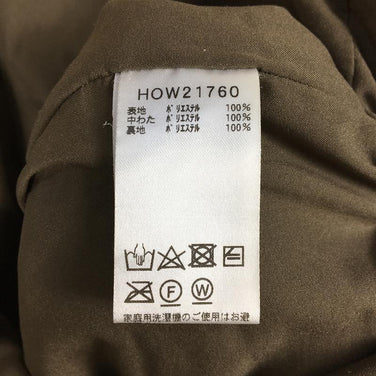 HOW21760
表地 ポリエステル 100%
中わた ポリエステル 100%
裏地 ポリエステル 100%
F W
家庭用洗濯機のご使用はお避